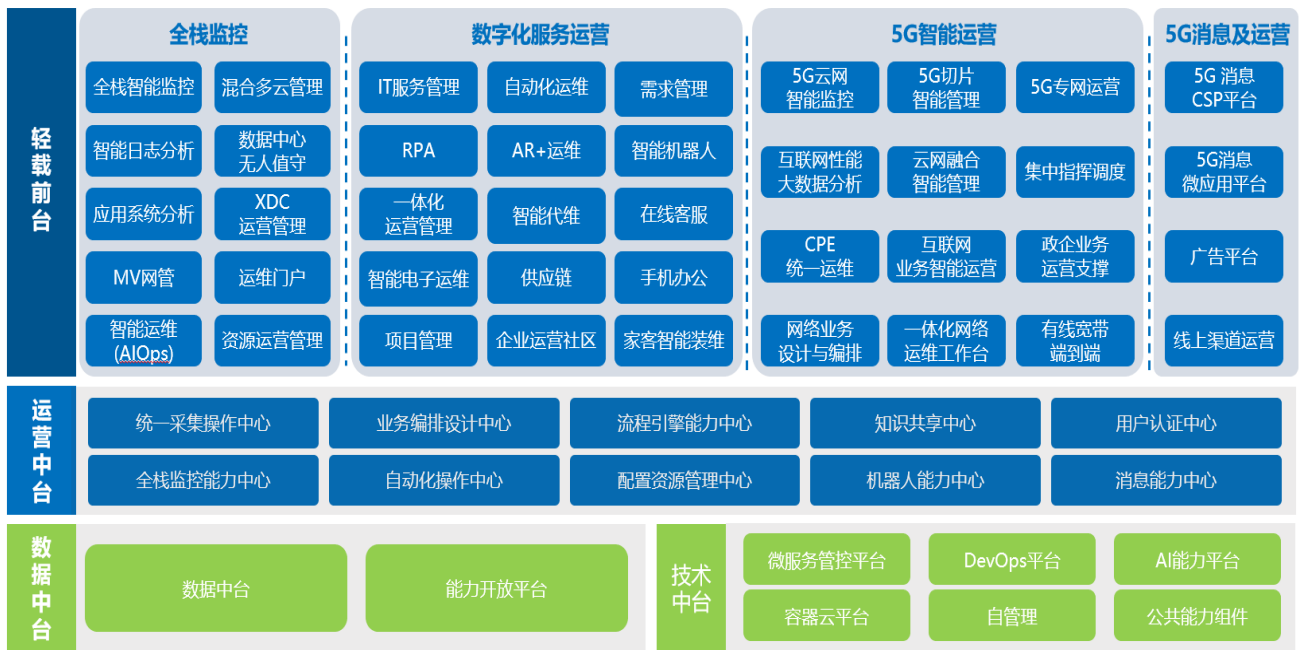 轻载前台
全栈监控
全栈智能监控
混合多云管理
智能日志分析
数据中心
无人值守
应用系统分析
XDC
运营管理
MV网管
运维门户
智能运维
(AIOps)
资源运营管理
数字化服务运营
IT服务管理
自动化运维
需求管理
RPA
AR+运维
智能机器人
一体化
运营管理
智能代维
在线客服
智能电子运维
供应链
手机办公
项目管理
企业运营社区
家客智能装维
5G智能运营
5G云网
智能监控
5G切片
智能管理
5G专网运营
互联网性能
大数据分析
云网融合
智能管理
集中指挥调度
CPE
统一运维
互联网
业务智能运营
政企业务
运营支撑
网络业务
设计与编排
一体化网络
运维工作台
有线宽带
端到端
5G消息及运营
5G 消息
CSP平台
5G消息
微应用平台
广告平台
线上渠道运营
运营中台
统一采集操作中心
业务编排设计中心
流程引擎能力中心
知识共享中心
用户认证中心
全栈监控能力中心
自动化操作中心
配置资源管理中心
机器人能力中心
消息能力中心
数据中台
数据中台
能力开放平台
技术
中台
微服务管控平台
DevOps平台
AI能力平台
容器云平台
自管理
公共能力组件